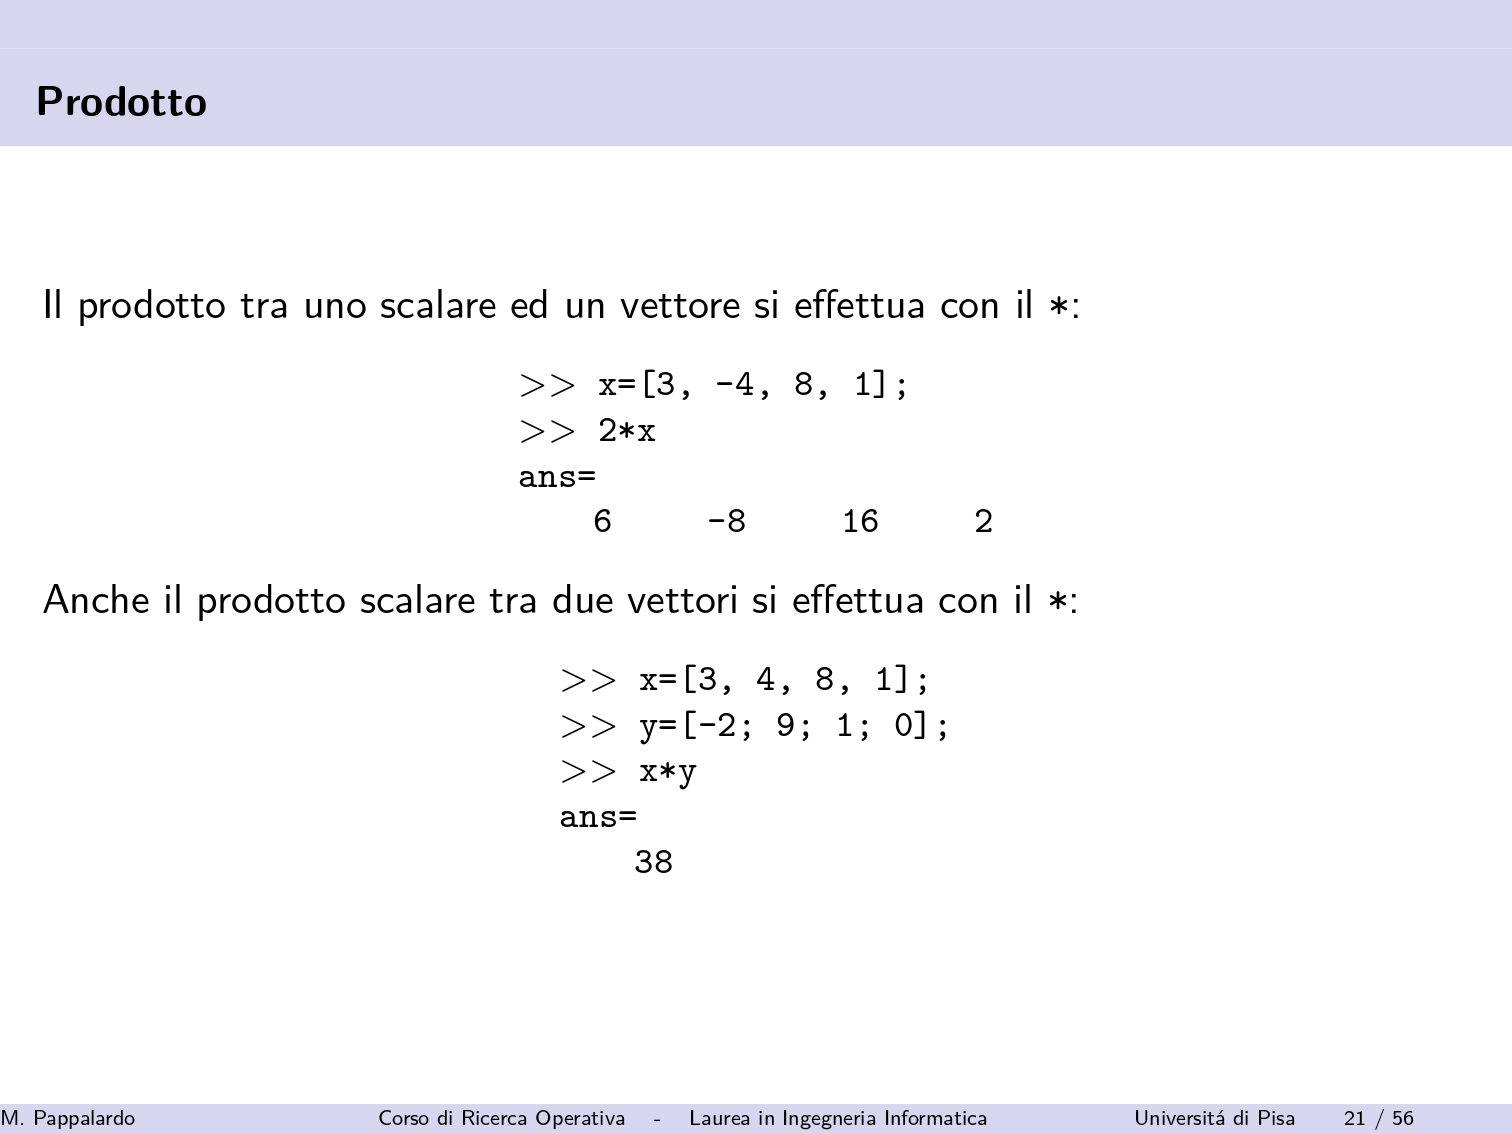 Prodotto
Il prodotto tra uno scalare ed un vettore si effettua con il *:
>> x=[3, -4, 8, 1];
>> 2*x
ans=
6 -8 16 2
Anche il prodotto scalare tra due vettori si effettua con il *:
>> x=[3, 4, 8, 1];
>> y=[-2; 9; 1; 0];
>> x*y
ans=
38
M. Pappalardo Corso di Ricerca Operativa - Laurea in Ingegneria Informatica Universitá di Pisa 21 / 56